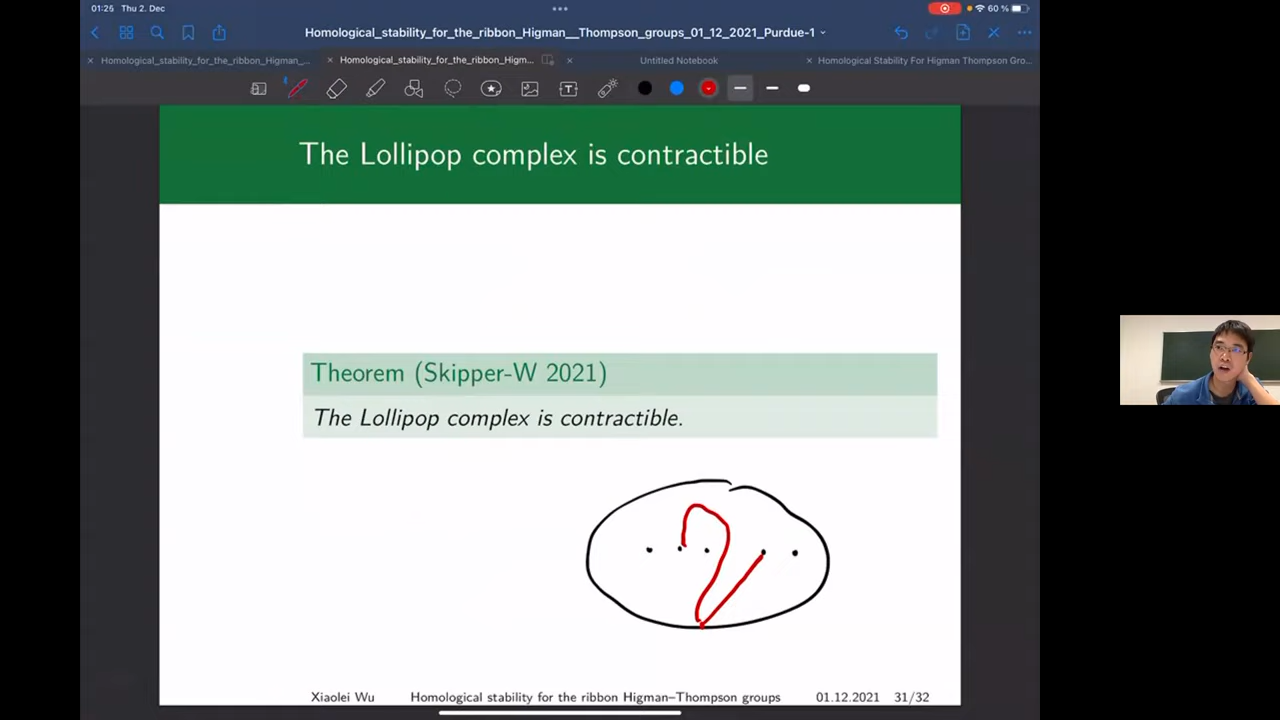 01:25 Thu 2. Dec
60 %
Homological_stability_for_the_ribbon_Higman__Thompson_groups_01_12_2021_Purdue-1
Homological_stability_for_the_ribbon_Higman_...
Homological_stability_for_the_ribbon_Higm...
Untitled Notebook
Homological Stability For Higman Thompson Gro...
The Lollipop complex is contractible
Theorem (Skipper-W 2021)
The Lollipop complex is contractible.
Xiaolei Wu Homological stability for the ribbon Higman–Thompson groups 01.12.2021 31/32